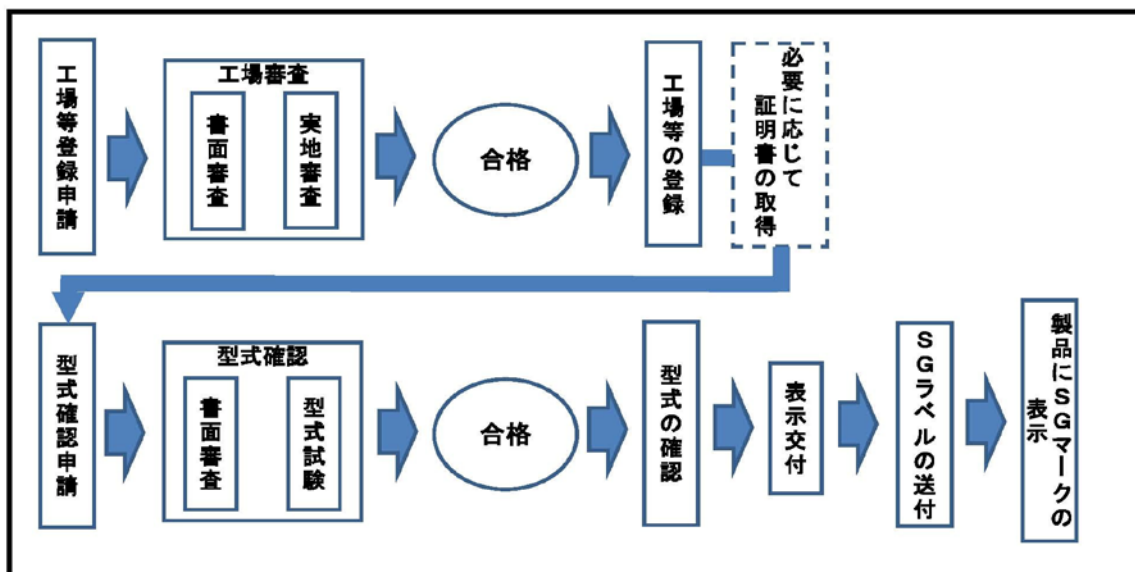 工場等登録申請
工場審査
書面審査
実地審査
合格
工場等の登録
必要に応じて
証明書の取得
型式確認申請
型式確認
書面審査
型式試験
合格
型式の確認
表示交付
SGラベルの送付
製品にSGマークの
表示